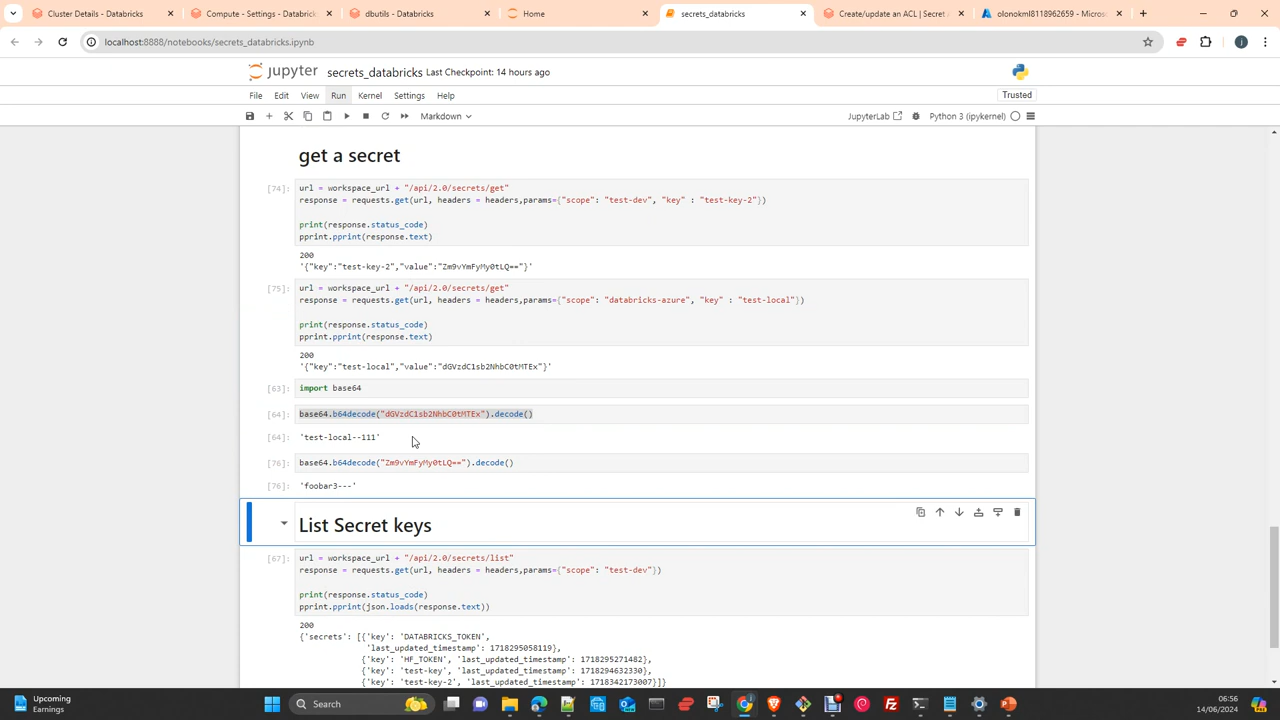 Cluster Details - Databricks
Compute - Settings - Databricks
dbutils - Databricks
Home
secrets_databricks
Create/update an ACL | Secret
olonokml8118962659 - Microso
localhost:8888/notebooks/secrets_databricks.ipynb
jupyter secrets_databricks Last Checkpoint: 14 hours ago
File Edit View Run Kernel Settings Help
Trusted
Markdown
JupyterLab
Python 3 (ipykernel)
get a secret
[74]: url = workspace_url + "/api/2.0/secrets/get"
response = requests.get(url, headers = headers,params={"scope": "test-dev", "key" : "test-key-2"})
print(response.status_code)
pprint.pprint(response.text)
200
'{"key":"test-key-2","value":"Zm9vYmFyMy0tLQ=="}'
[75]: url = workspace_url + "/api/2.0/secrets/get"
response = requests.get(url, headers = headers,params={"scope": "databricks-azure", "key" : "test-local"})
print(response.status_code)
pprint.pprint(response.text)
200
'{"key":"test-local","value":"dGVzdC1sb2NhbC0tMTEx"}'
[63]: import base64
[64]: base64.b64decode("dGVzdC1sb2NhbC0tMTEx").decode()
[64]: 'test-local--111'
[76]: base64.b64decode("Zm9vYmFyMy0tLQ==").decode()
[76]: 'foobar3---'
List Secret keys
[67]: url = workspace_url + "/api/2.0/secrets/list"
response = requests.get(url, headers = headers,params={"scope": "test-dev"})
print(response.status_code)
pprint.pprint(json.loads(response.text))
200
{'secrets': [{'key': 'DATABRICKS_TOKEN',
'last_updated_timestamp': 1718295058119},
{'key': 'HF_TOKEN', 'last_updated_timestamp': 1718295271482},
{'key': 'test-key', 'last_updated_timestamp': 1718294632330},
{'key': 'test-key-2', 'last_updated_timestamp': 1718342173007}]}
Upcoming
Earnings
Search
06:56
14/06/2024